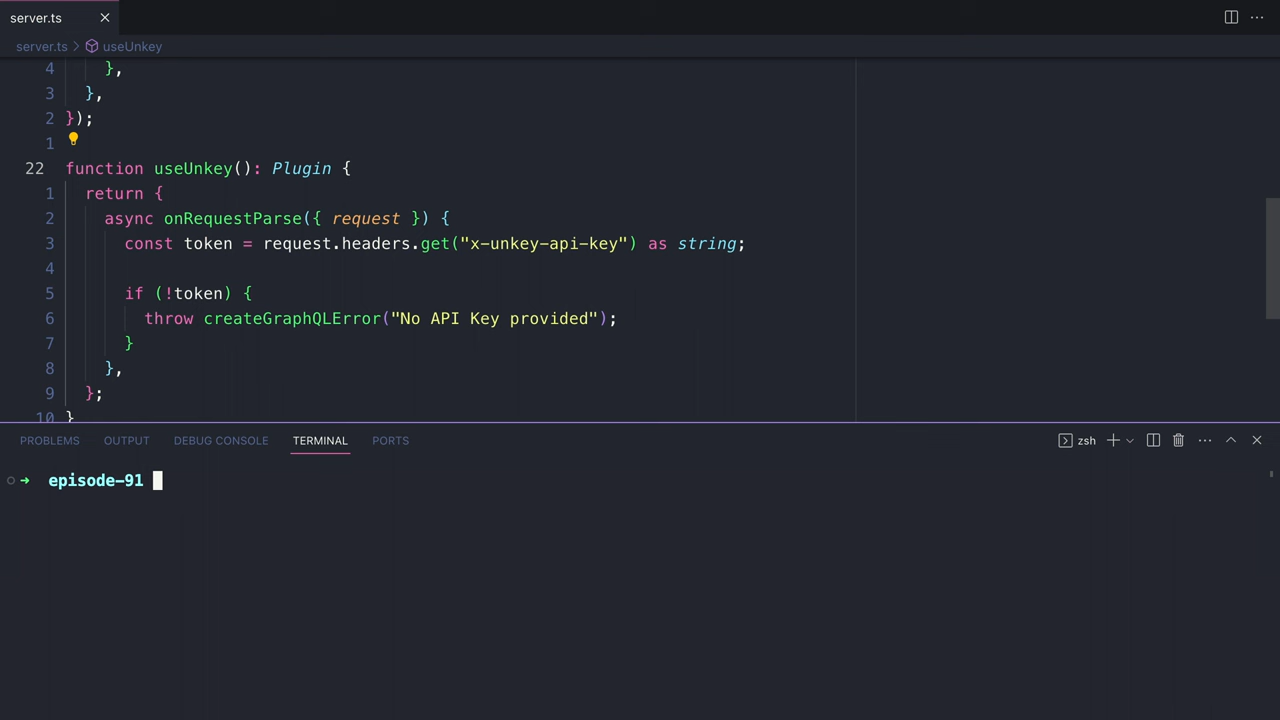 server.ts
server.ts > useUnkey
4 },
3 },
2 });
1
22 function useUnkey(): Plugin {
1 return {
2 async onRequestParse({ request }) {
3 const token = request.headers.get("x-unkey-api-key") as string;
4
5 if (!token) {
6 throw createGraphQLError("No API Key provided");
7 }
8 },
9 };
10 }
PROBLEMS OUTPUT DEBUG CONSOLE TERMINAL PORTS zsh
→ episode-91